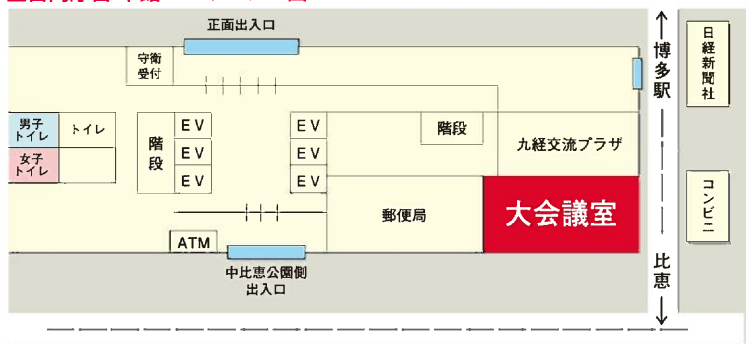 正面出入口
守衛
受付
博多駅
日経新聞社
男子
トイレ
トイレ
女子
トイレ
階段
EV
EV
EV
EV
EV
EV
階段
九経交流プラザ
郵便局
大会議室
コンビニ
ATM
中比恵公園側
出入口
比恵